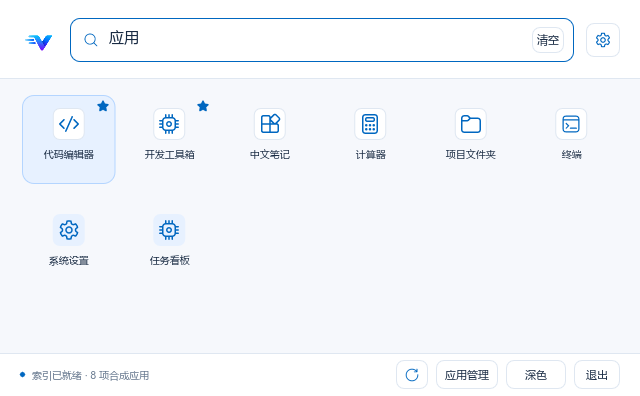 应用
清空
代码编辑器
开发工具箱
中文笔记
计算器
项目文件夹
终端
系统设置
任务看板
索引已就绪 · 8 项合成应用
应用管理
深色
退出